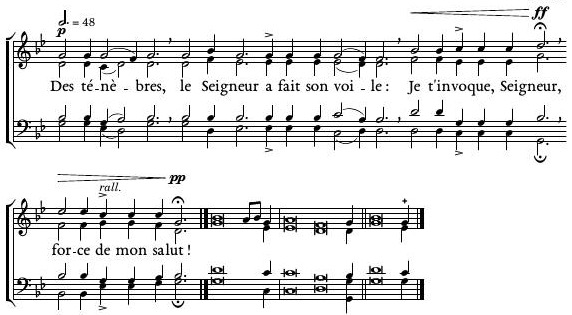 𝅗𝅥. = 48
p
ff
Des té-nè-bres, le Seigneur a fait son voi-le: Je t'invoque, Seigneur,
rall.
pp
for-ce de mon salut !